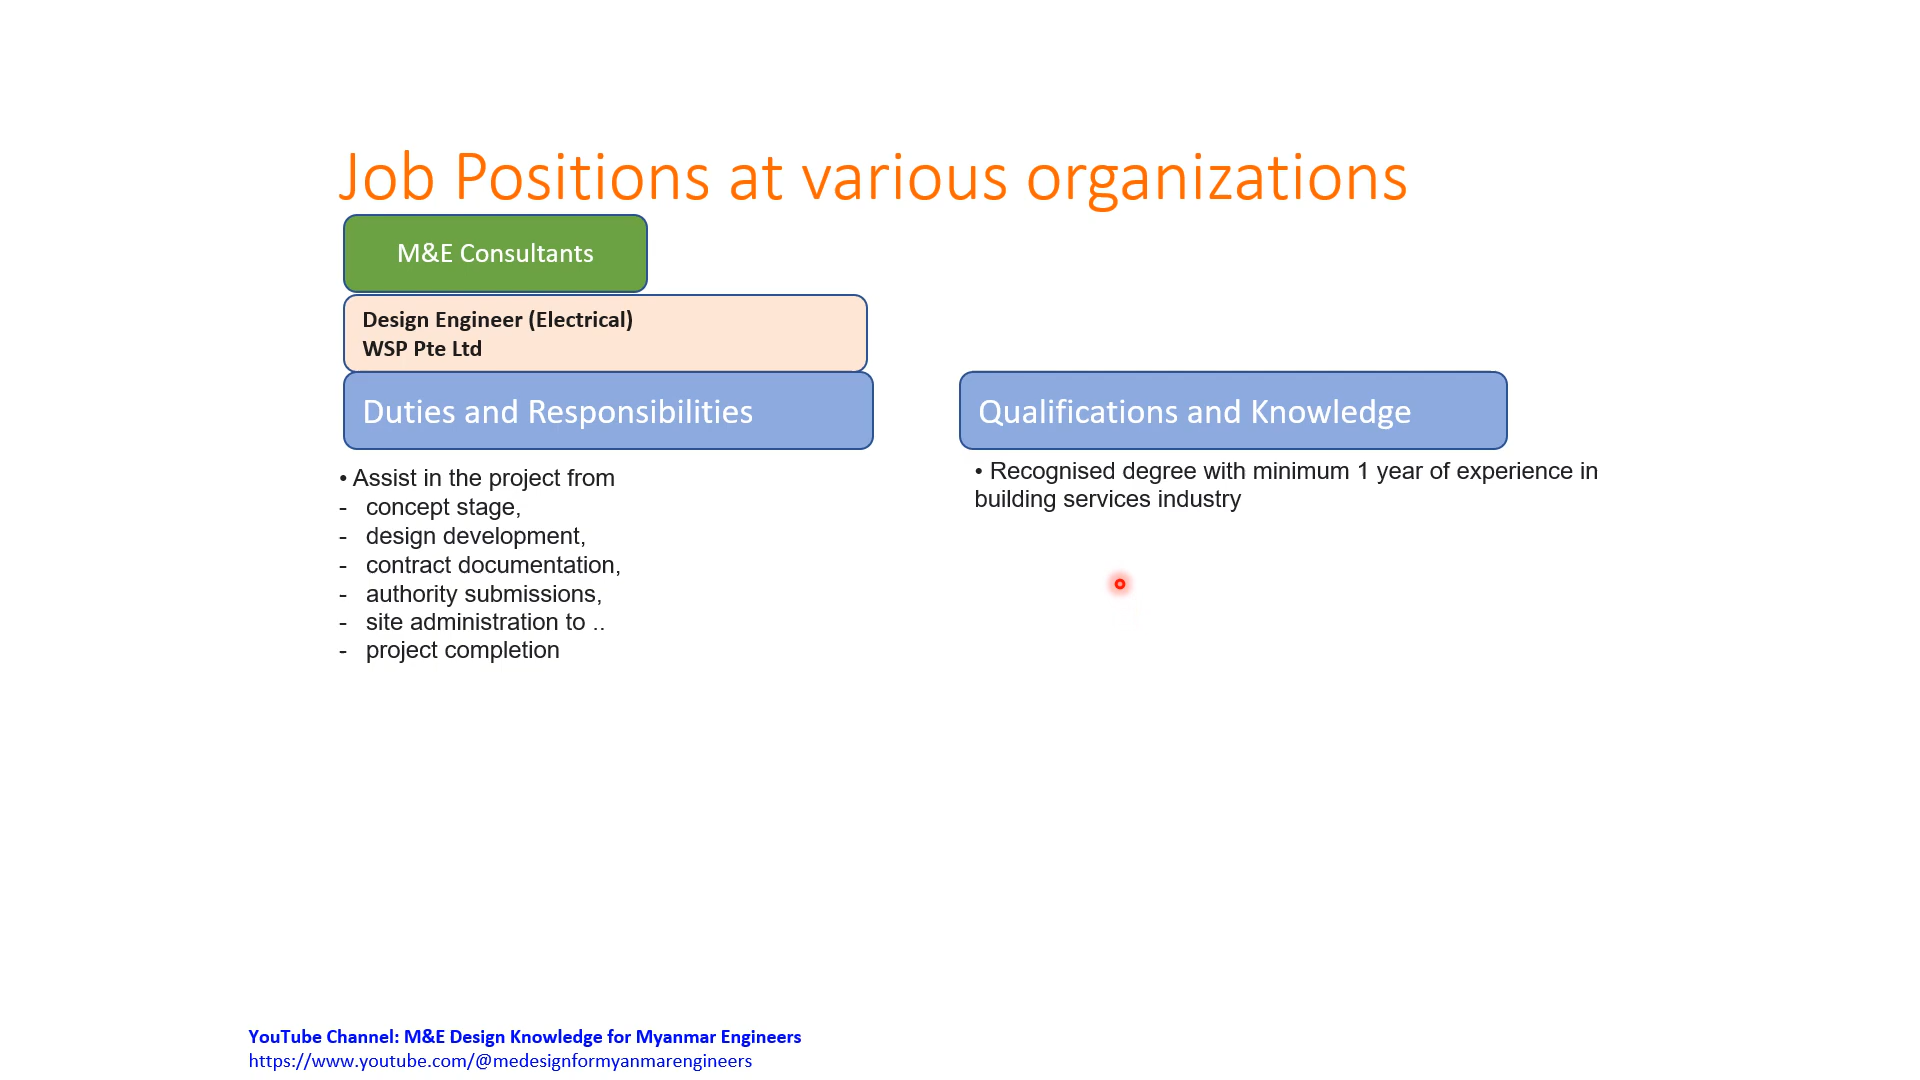 Job Positions at various organizations
M&E Consultants
Design Engineer (Electrical)
WSP Pte Ltd
Duties and Responsibilities
• Assist in the project from
- concept stage,
- design development,
- contract documentation,
- authority submissions,
- site administration to ..
- project completion
Qualifications and Knowledge
• Recognised degree with minimum 1 year of experience in
building services industry
YouTube Channel: M&E Design Knowledge for Myanmar Engineers
https://www.youtube.com/@medesignformyanmarengineers